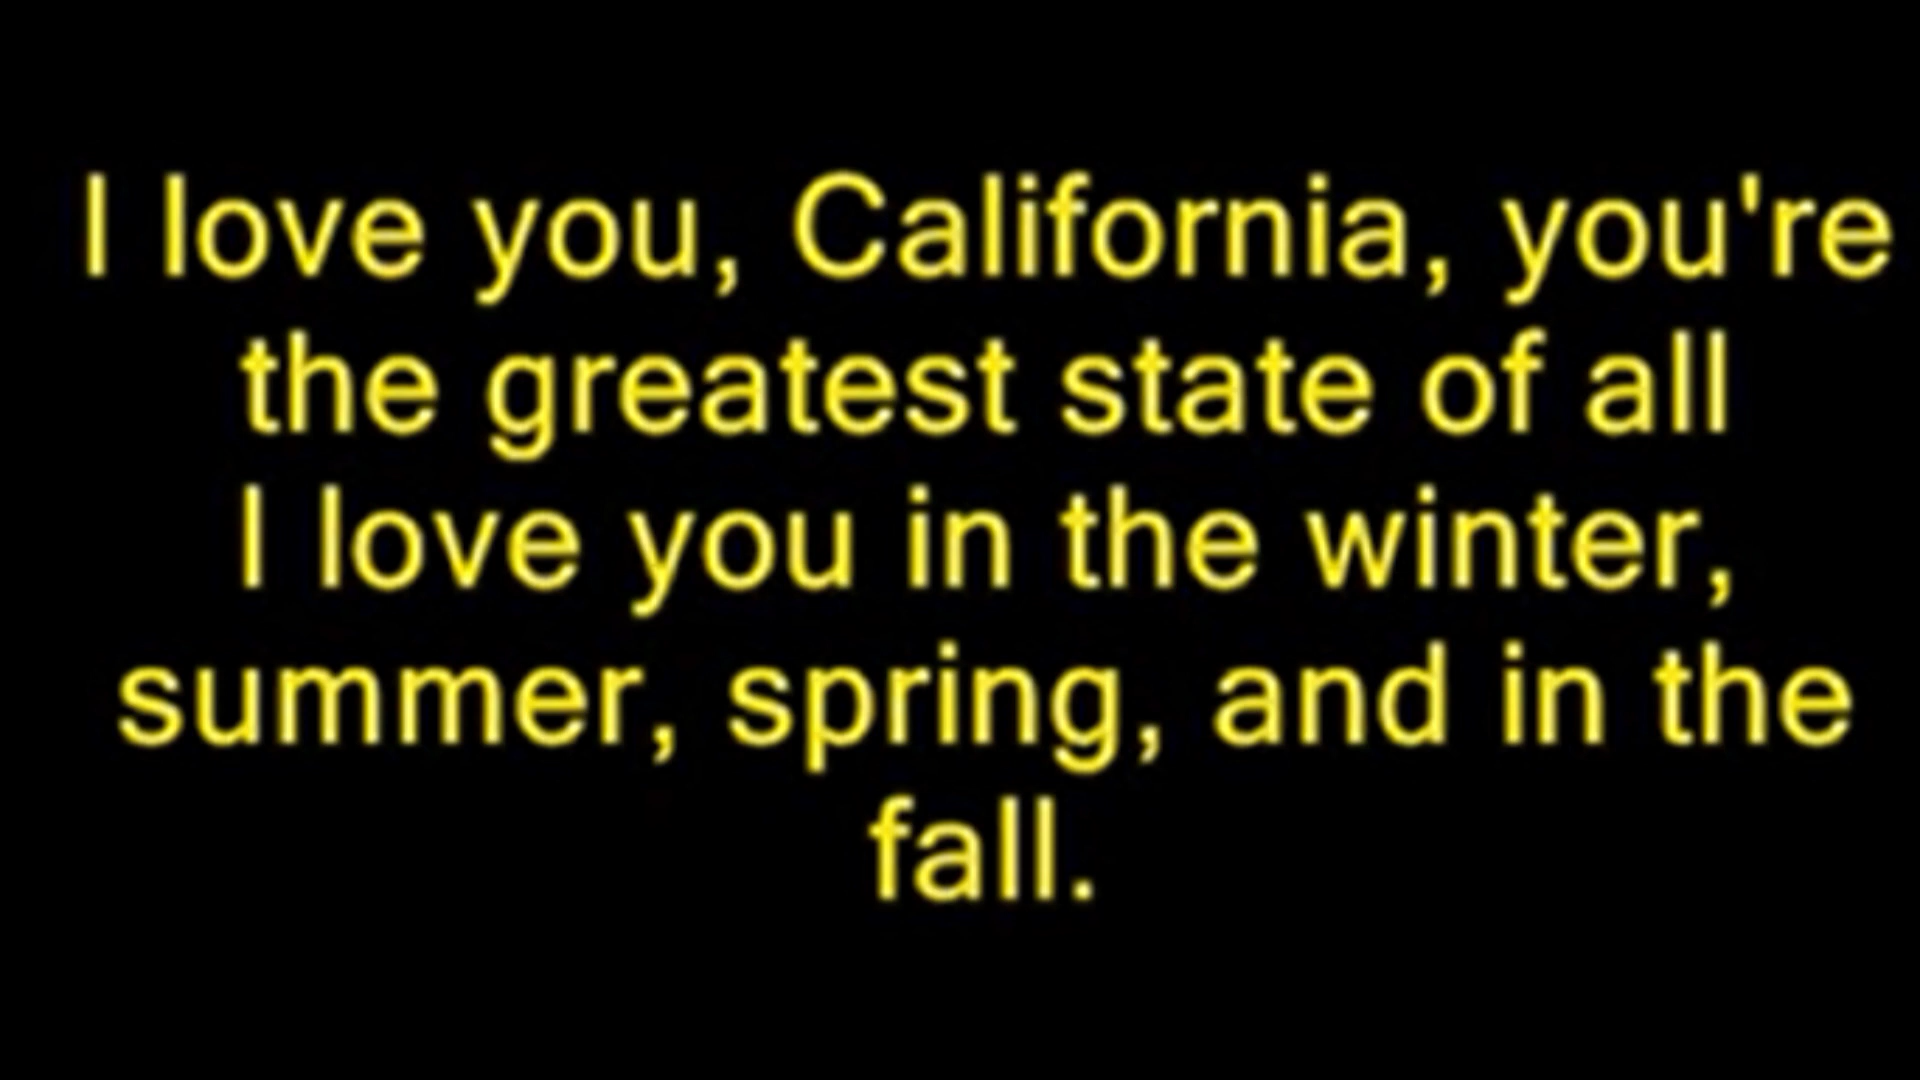 I love you, California, you're
the greatest state of all
I love you in the winter,
summer, spring, and in the
fall.